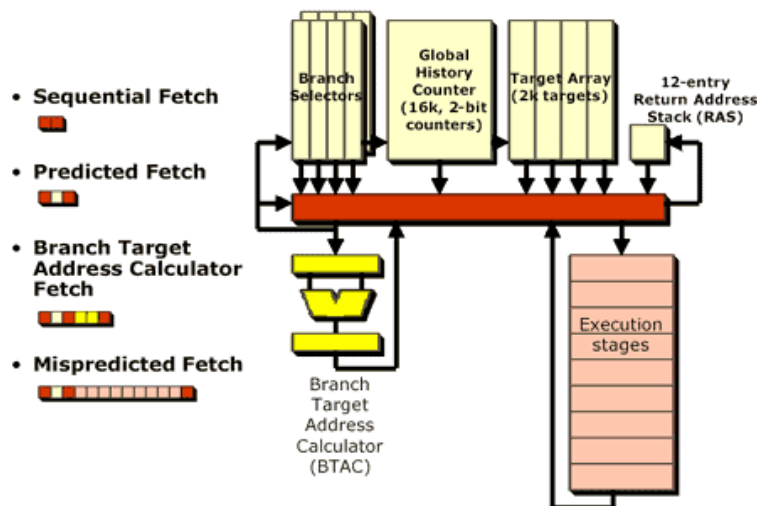 • Sequential Fetch
• Predicted Fetch
• Branch Target
Address Calculator
Fetch
• Mispredicted Fetch
Branch
Selectors
Global
History
Counter
(16k, 2-bit
counters)
Target Array
(2k targets)
12-entry
Return Address
Stack (RAS)
Branch
Target
Address
Calculator
(BTAC)
Execution
stages